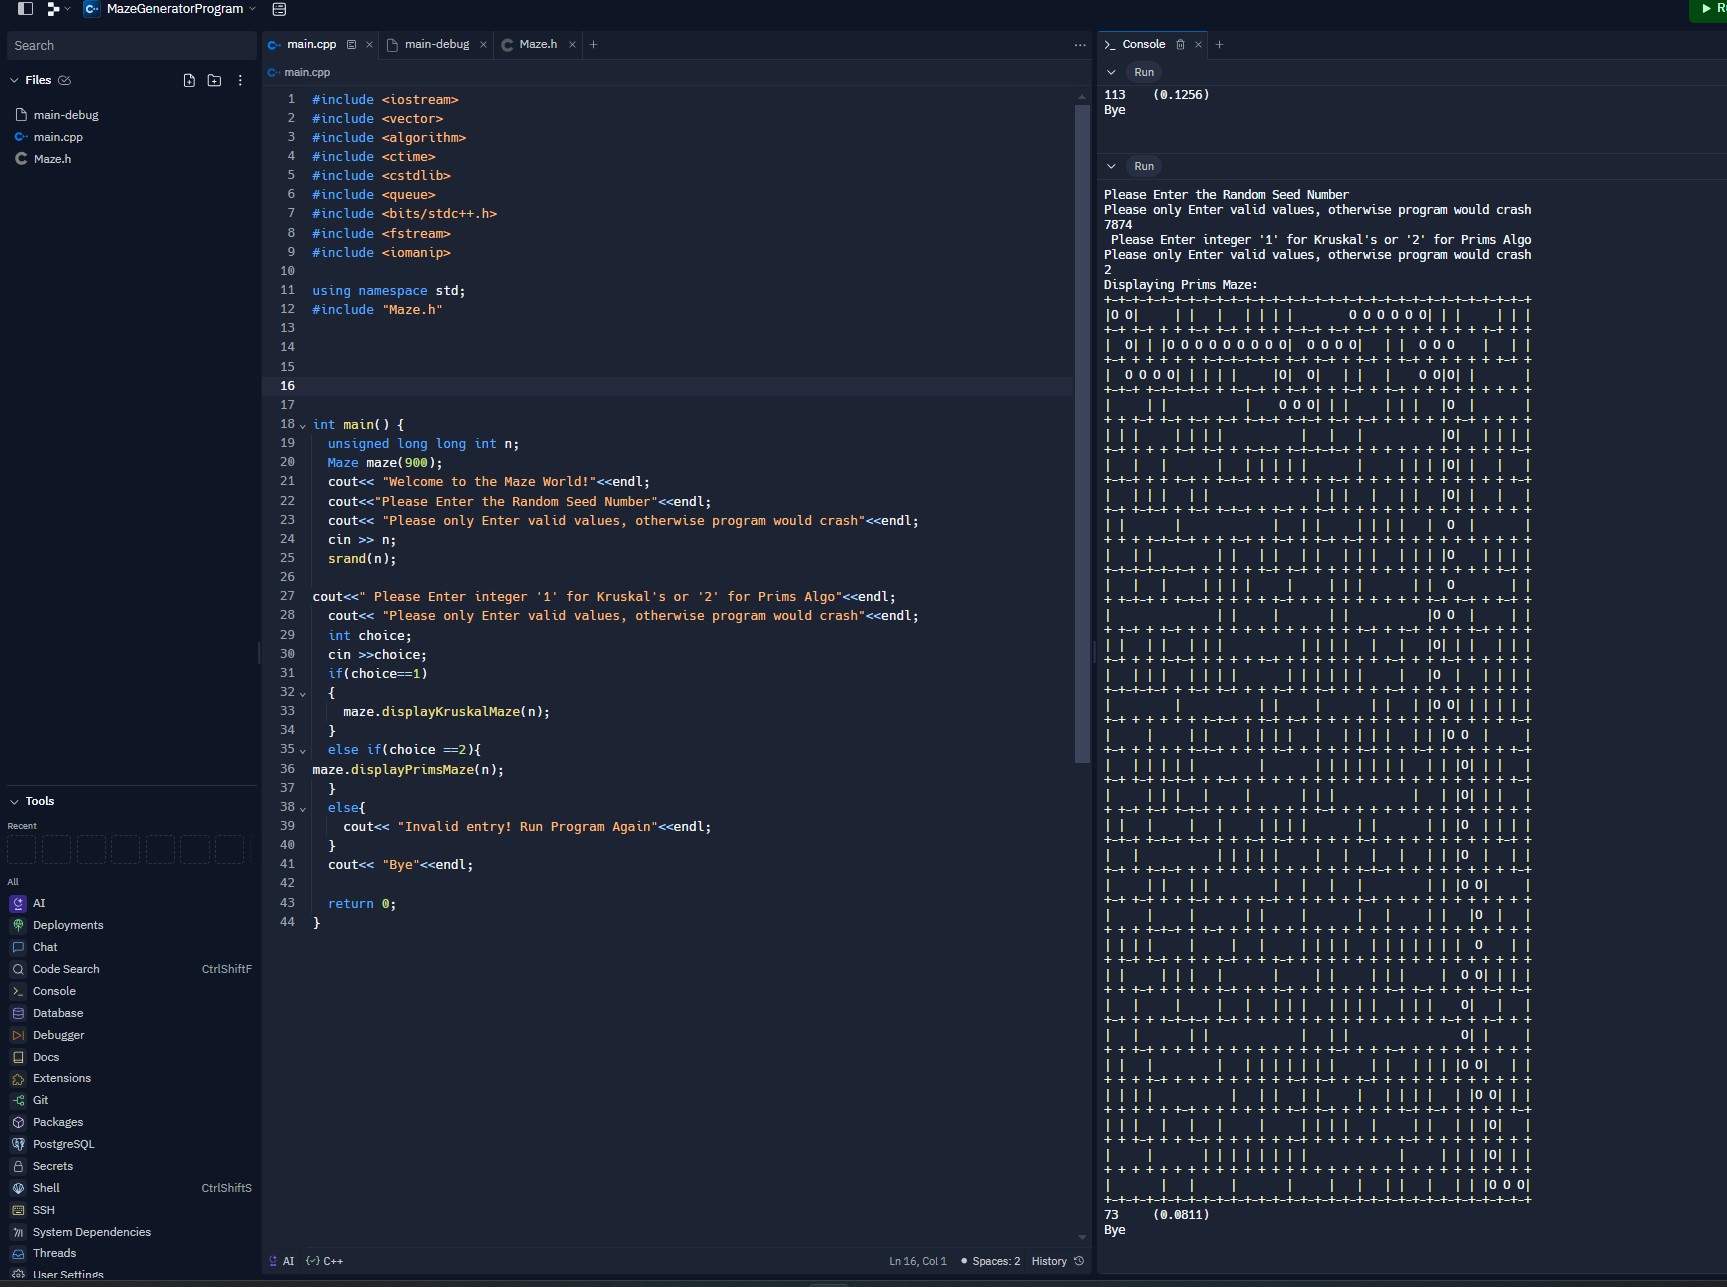 MazeGeneratorProgram
Search
Files
main-debug
main.cpp
Maze.h
Tools
Recent
All
AI
Deployments
Chat
Code Search CtrlShiftF
Console
Database
Debugger
Docs
Extensions
Git
Packages
PostgreSQL
Secrets
Shell CtrlShiftS
SSH
System Dependencies
Threads
User Settings
main.cpp main-debug Maze.h
main.cpp
1 #include <iostream>
2 #include <vector>
3 #include <algorithm>
4 #include <ctime>
5 #include <cstdlib>
6 #include <queue>
7 #include <bits/stdc++.h>
8 #include <fstream>
9 #include <iomanip>
10
11 using namespace std;
12 #include "Maze.h"
13
14
15
16
17
18 int main() {
19 unsigned long long int n;
20 Maze maze(900);
21 cout<< "Welcome to the Maze World!"<<endl;
22 cout<<"Please Enter the Random Seed Number"<<endl;
23 cout<< "Please only Enter valid values, otherwise program would crash"<<endl;
24 cin >> n;
25 srand(n);
26
27 cout<<" Please Enter integer '1' for Kruskal's or '2' for Prims Algo"<<endl;
28 cout<< "Please only Enter valid values, otherwise program would crash"<<endl;
29 int choice;
30 cin >>choice;
31 if(choice==1)
32 {
33 maze.displayKruskalMaze(n);
34 }
35 else if(choice ==2){
36 maze.displayPrimsMaze(n);
37 }
38 else{
39 cout<< "Invalid entry! Run Program Again"<<endl;
40 }
41 cout<< "Bye"<<endl;
42
43 return 0;
44 }
AI C++ Ln 16, Col 1 Spaces: 2 History
Console
Run
113 (0.1256)
Bye
Run
Please Enter the Random Seed Number
Please only Enter valid values, otherwise program would crash
7874
Please Enter integer '1' for Kruskal's or '2' for Prims Algo
Please only Enter valid values, otherwise program would crash
2
Displaying Prims Maze:
73 (0.0811)
Bye